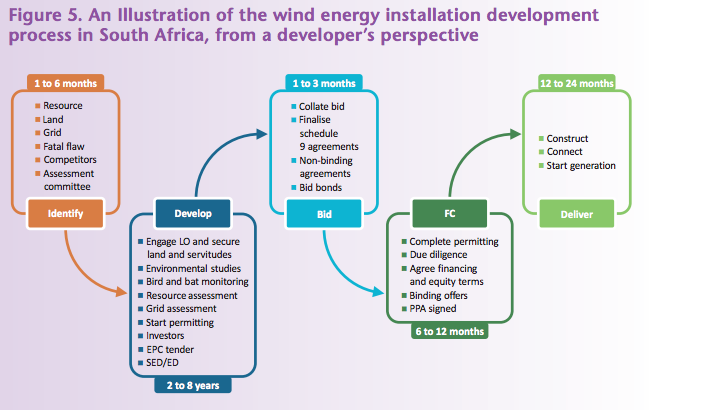 Figure 5. An Illustration of the wind energy installation development
process in South Africa, from a developer's perspective
1 to 6 months
Resource
Land
Grid
Fatal flaw
Competitors
Assessment
committee
Identify
Develop
Engage LO and secure
land and servitudes
Environmental studies
Bird and bat monitoring
Resource assessment
Grid assessment
Start permitting
Investors
EPC tender
SED/ED
2 to 8 years
1 to 3 months
Collate bid
Finalise
schedule
9 agreements
Non-binding
agreements
Bid bonds
Bid
FC
Complete permitting
Due diligence
Agree financing
and equity terms
Binding offers
PPA signed
6 to 12 months
12 to 24 months
Construct
Connect
Start generation
Deliver